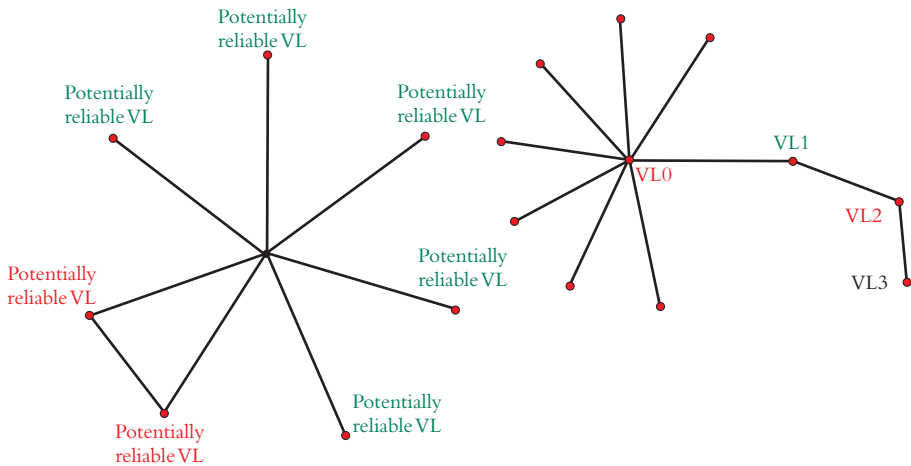 Potentially
reliable VL
Potentially
reliable VL
Potentially
reliable VL
Potentially
reliable VL
Potentially
reliable VL
Potentially
reliable VL
Potentially
reliable VL
VL0
VL1
VL2
VL3